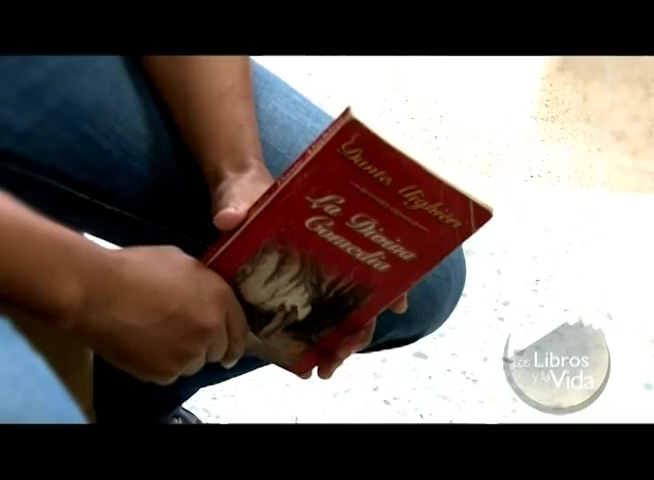 Dante Alighieri
La Divina
Comedia
Los Libros
y la Vida